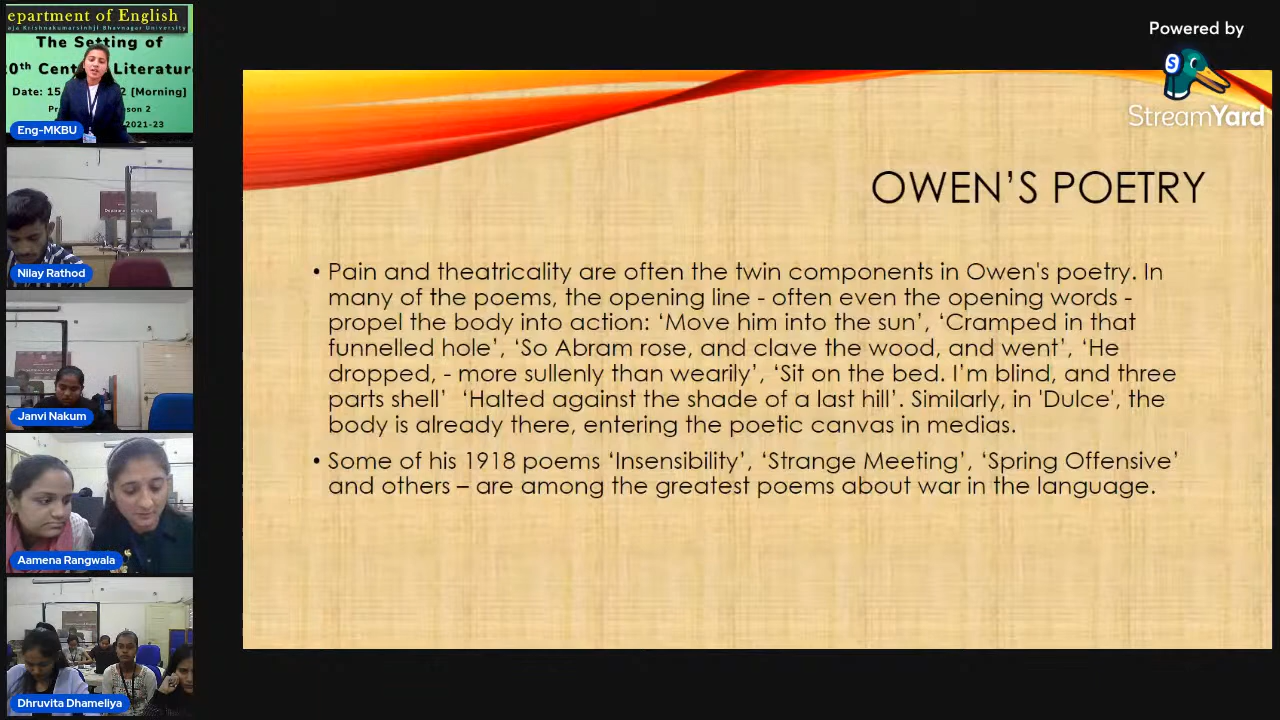 epartment of English
aja Krishnakumarsinhji Bhavnagar University
The Setting of
0th Cent Literature
Date: 15 2 [Morning]
son 2
2021-23
Eng-MKBU
Nilay Rathod
Janvi Nakum
Aamena Rangwala
Dhruvita Dhameliya
Powered by
S
StreamYard
OWEN’S POETRY
• Pain and theatricality are often the twin components in Owen's poetry. In
many of the poems, the opening line - often even the opening words -
propel the body into action: ‘Move him into the sun’, ‘Cramped in that
funnelled hole’, ‘So Abram rose, and clave the wood, and went’, ‘He
dropped, - more sullenly than wearily’, ‘Sit on the bed. I’m blind, and three
parts shell’ ‘Halted against the shade of a last hill’. Similarly, in 'Dulce', the
body is already there, entering the poetic canvas in medias.
• Some of his 1918 poems ‘Insensibility’, ‘Strange Meeting’, ‘Spring Offensive’
and others – are among the greatest poems about war in the language.